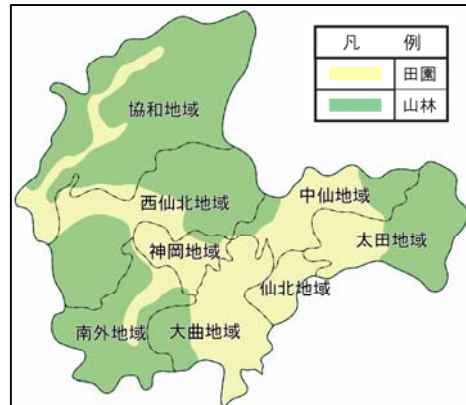 凡 例
田園
山林
協和地域
西仙北地域
中仙地域
太田地域
神岡地域
仙北地域
南外地域
大曲地域